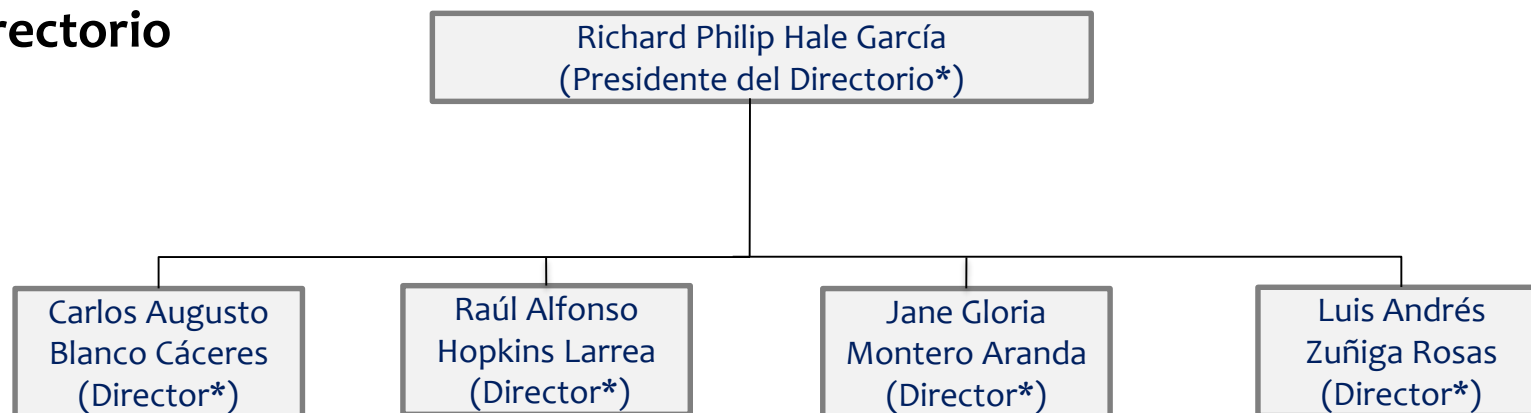 rectorio
Richard Philip Hale García
(Presidente del Directorio*)
Carlos Augusto
Blanco Cáceres
(Director*)
Raúl Alfonso
Hopkins Larrea
(Director*)
Jane Gloria
Montero Aranda
(Director*)
Luis Andrés
Zuñiga Rosas
(Director*)